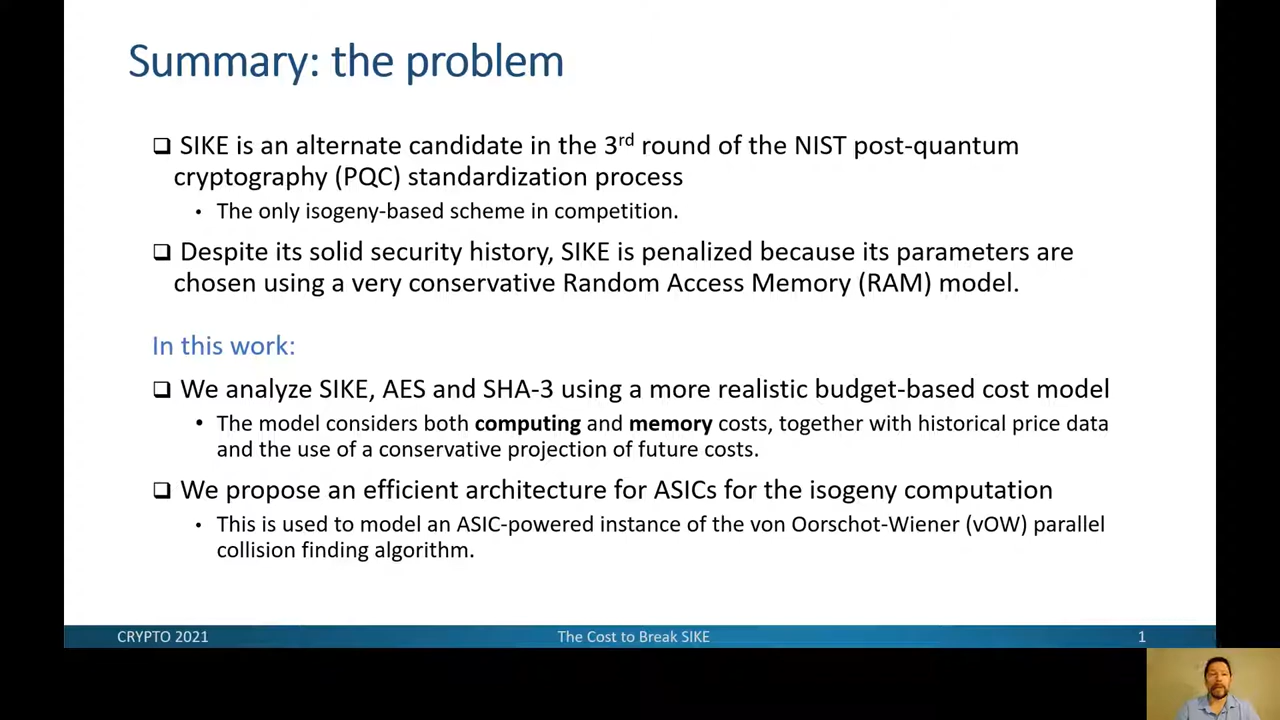 Summary: the problem
❑ SIKE is an alternate candidate in the 3rd round of the NIST post-quantum
cryptography (PQC) standardization process
• The only isogeny-based scheme in competition.
❑ Despite its solid security history, SIKE is penalized because its parameters are
chosen using a very conservative Random Access Memory (RAM) model.
In this work:
❑ We analyze SIKE, AES and SHA-3 using a more realistic budget-based cost model
• The model considers both computing and memory costs, together with historical price data
and the use of a conservative projection of future costs.
❑ We propose an efficient architecture for ASICs for the isogeny computation
• This is used to model an ASIC-powered instance of the von Oorschot-Wiener (vOW) parallel
collision finding algorithm.
CRYPTO 2021
The Cost to Break SIKE
1